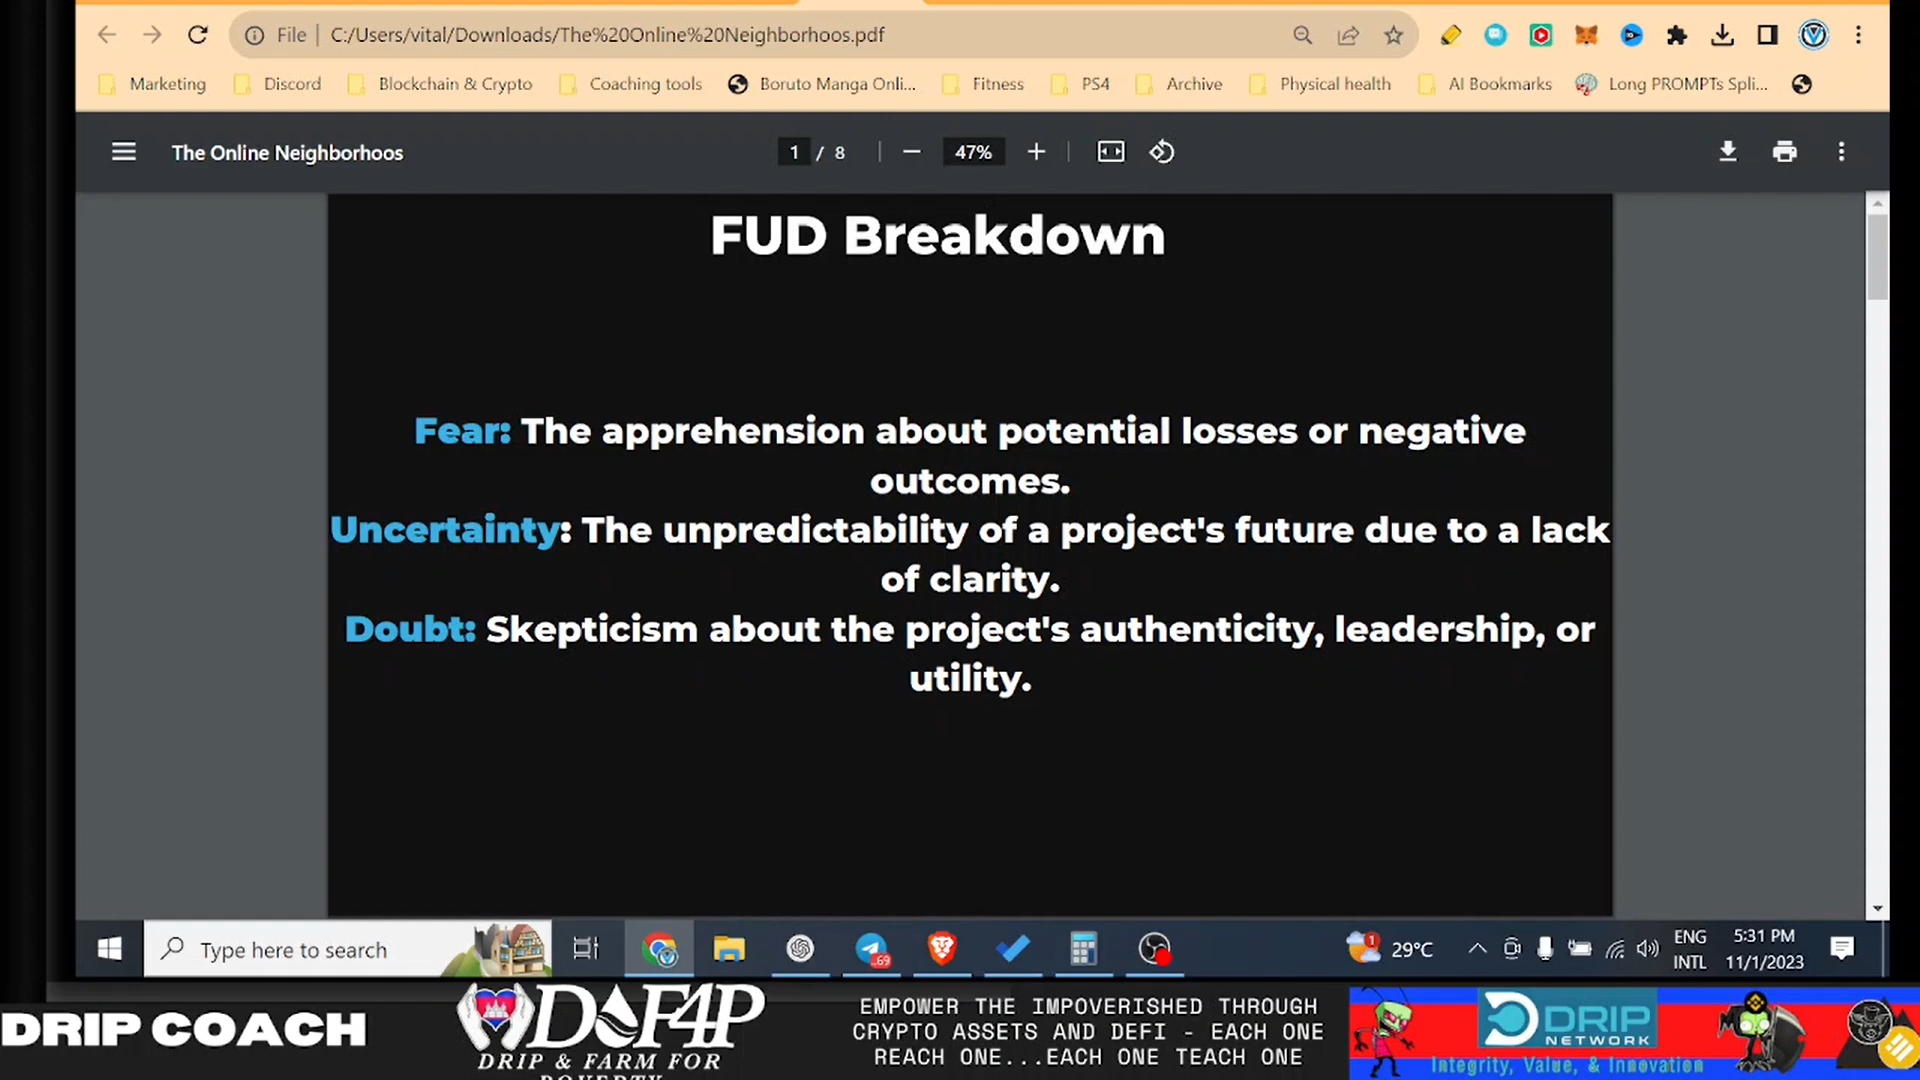 File
C:/Users/vital/Downloads/The%20Online%20Neighborhoos.pdf
Marketing
Discord
Blockchain & Crypto
Coaching tools
Boruto Manga Onli...
Fitness
PS4
Archive
Physical health
AI Bookmarks
Long PROMPTs Spli...
The Online Neighborhoos
1 / 8
47%
FUD Breakdown
Fear: The apprehension about potential losses or negative
outcomes.
Uncertainty: The unpredictability of a project's future due to a lack
of clarity.
Doubt: Skepticism about the project's authenticity, leadership, or
utility.
Type here to search
69
1
29°C
ENG
INTL
5:31 PM
11/1/2023
DRIP COACH
DOF4P
DRIP & FARM FOR
POVERTY
EMPOWER THE IMPOVERISHED THROUGH
CRYPTO ASSETS AND DEFI - EACH ONE
REACH ONE...EACH ONE TEACH ONE
DRIP
NETWORK
Integrity, Value, & Innovation